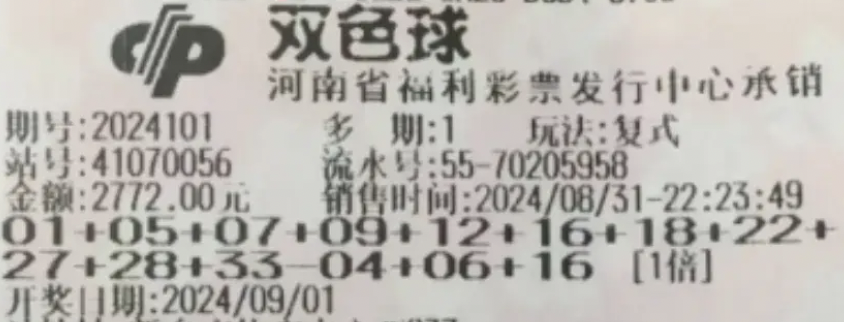 双色球
河南省福利彩票发行中心承销
期号:2024101 多 期:1 玩法:复式
站号:41070056 流水号:55-70205958
金额:2772.00元 销售时间:2024/08/31-22:23:49
01+05+07+09+12+16+18+22+
27+28+33-04+06+16 [1倍]
开奖日期:2024/09/01